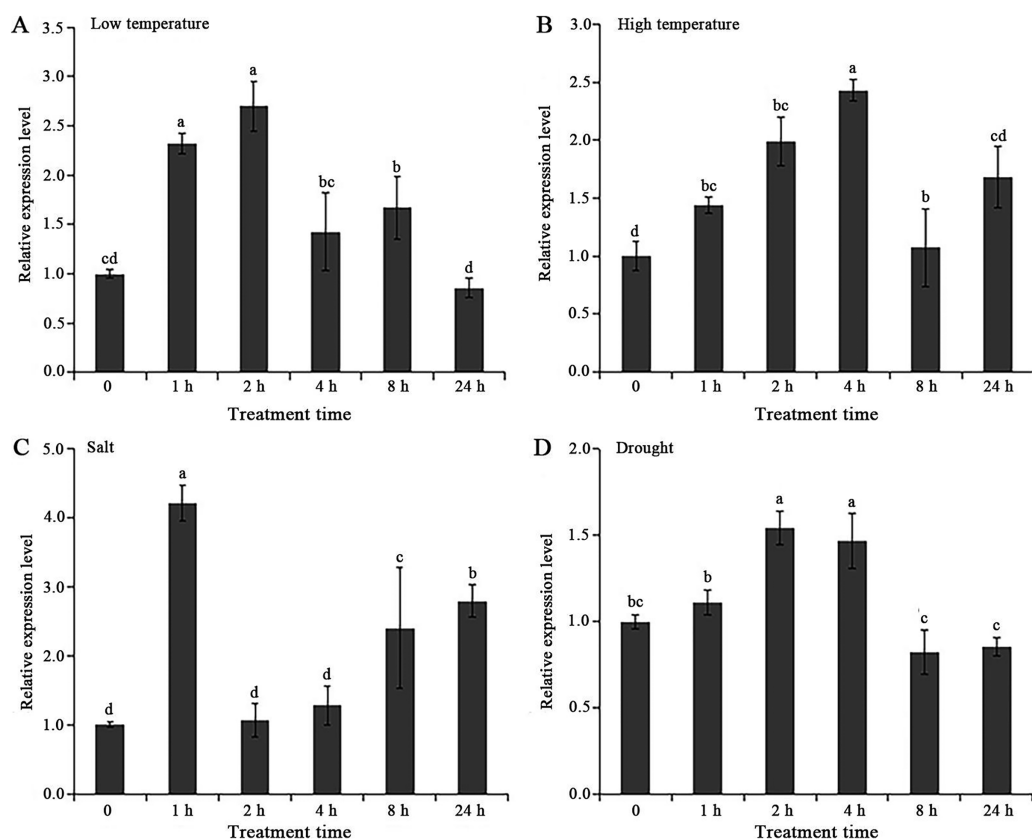 A Low temperature
Relative expression level
3.5
3.0
2.5
2.0
1.5
1.0
0.5
0.0
cd a a bc b d
0 1 h 2 h 4 h 8 h 24 h
Treatment time
B High temperature
Relative expression level
3.0
2.5
2.0
1.5
1.0
0.5
0.0
d bc bc a b cd
0 1 h 2 h 4 h 8 h 24 h
Treatment time
C Salt
Relative expression level
5.0
4.0
3.0
2.0
1.0
0.0
d a d d c b
0 1 h 2 h 4 h 8 h 24 h
Treatment time
D Drought
Relative expression level
2.0
1.5
1.0
0.5
0.0
bc b a a c c
0 1 h 2 h 4 h 8 h 24 h
Treatment time